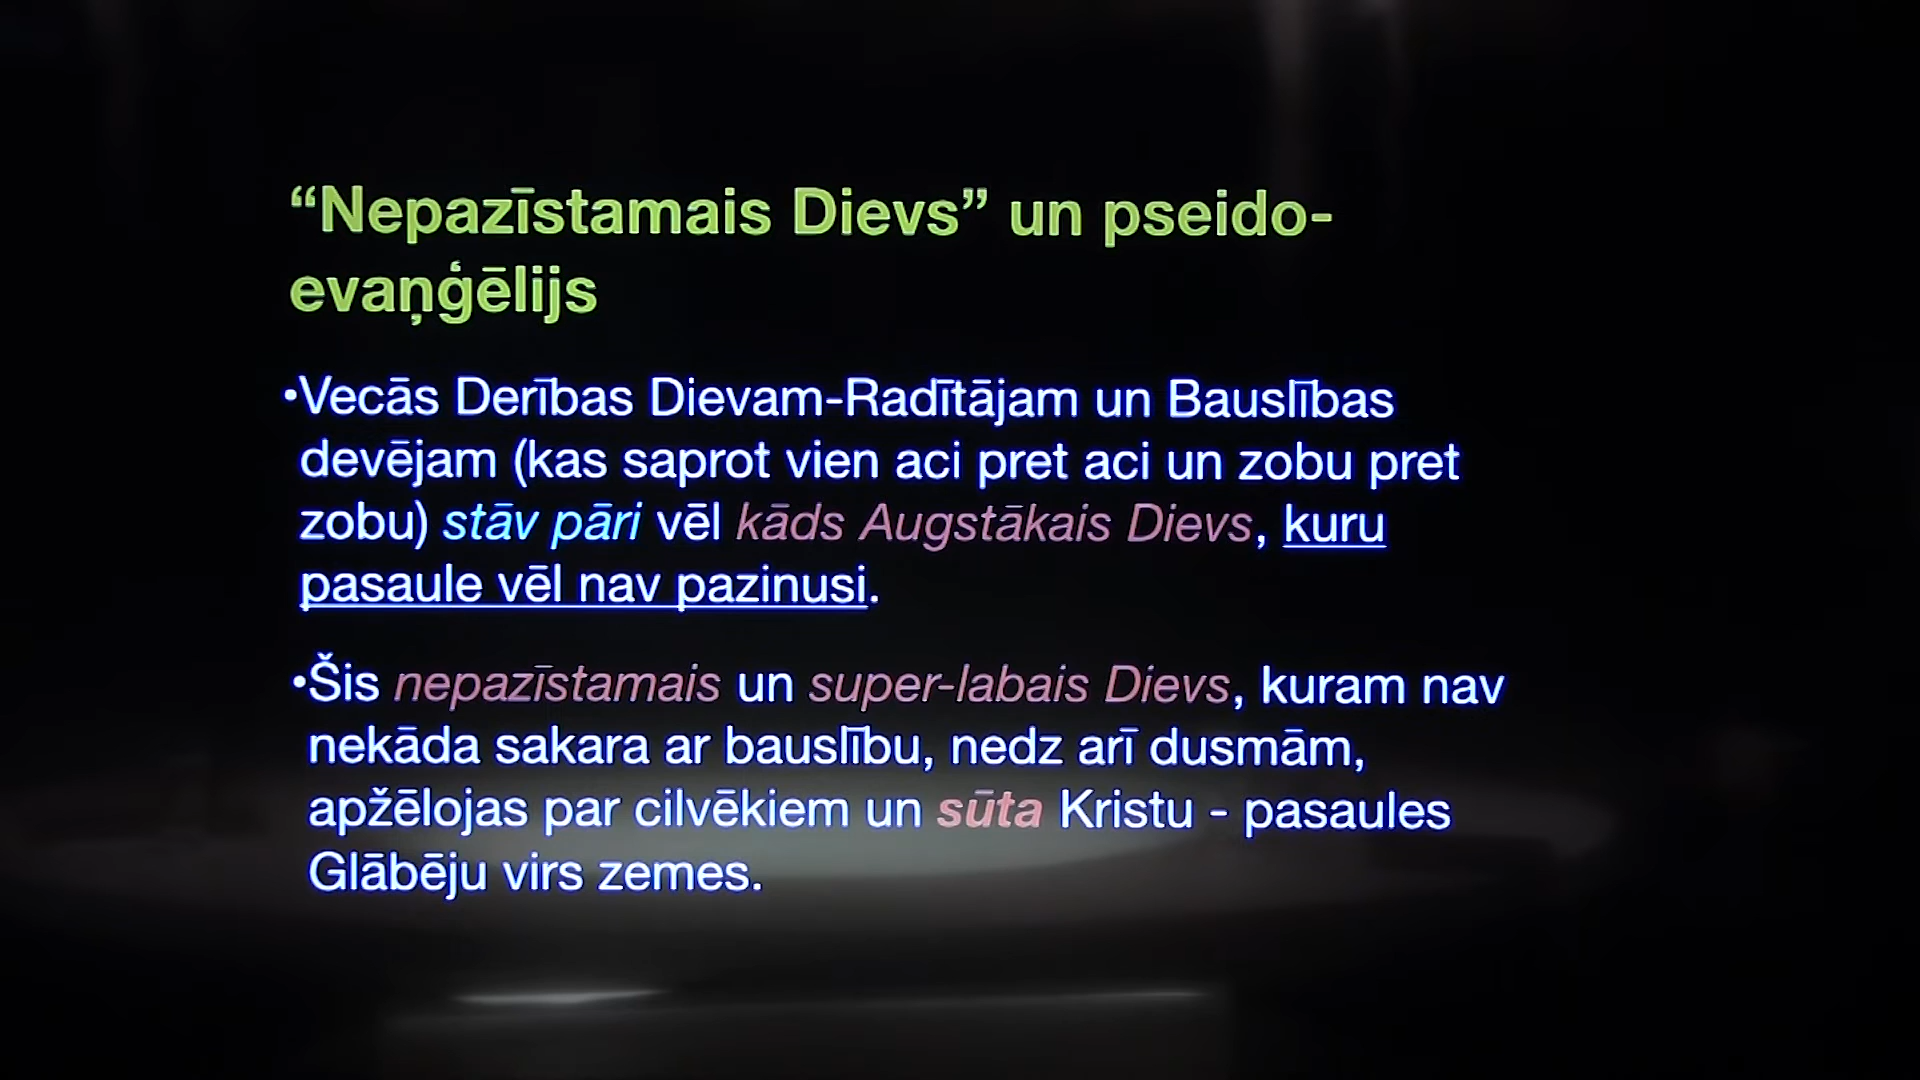 “Nepazīstamais Dievs” un pseido-
evaņģēlijs
•Vecās Derības Dievam-Radītājam un Bauslības
devējam (kas saprot vien aci pret aci un zobu pret
zobu) stāv pāri vēl kāds Augstākais Dievs, kuru
pasaule vēl nav pazinusi.
•Šis nepazīstamais un super-labais Dievs, kuram nav
nekāda sakara ar bauslību, nedz arī dusmām,
apžēlojas par cilvēkiem un sūta Kristu - pasaules
Glābēju virs zemes.